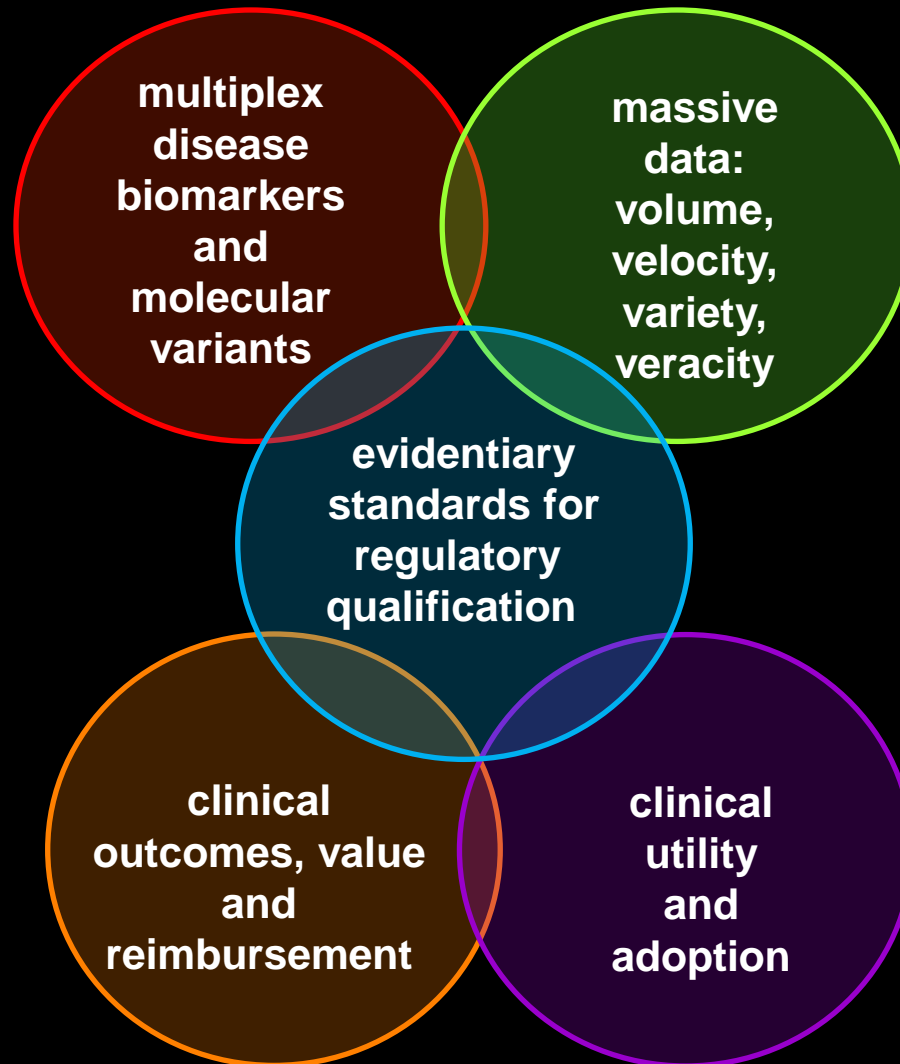 multiplex
disease
biomarkers
and
molecular
variants
massive
data:
volume,
velocity,
variety,
veracity
evidentiary
standards for
regulatory
qualification
clinical
outcomes, value
and
reimbursement
clinical
utility
and
adoption